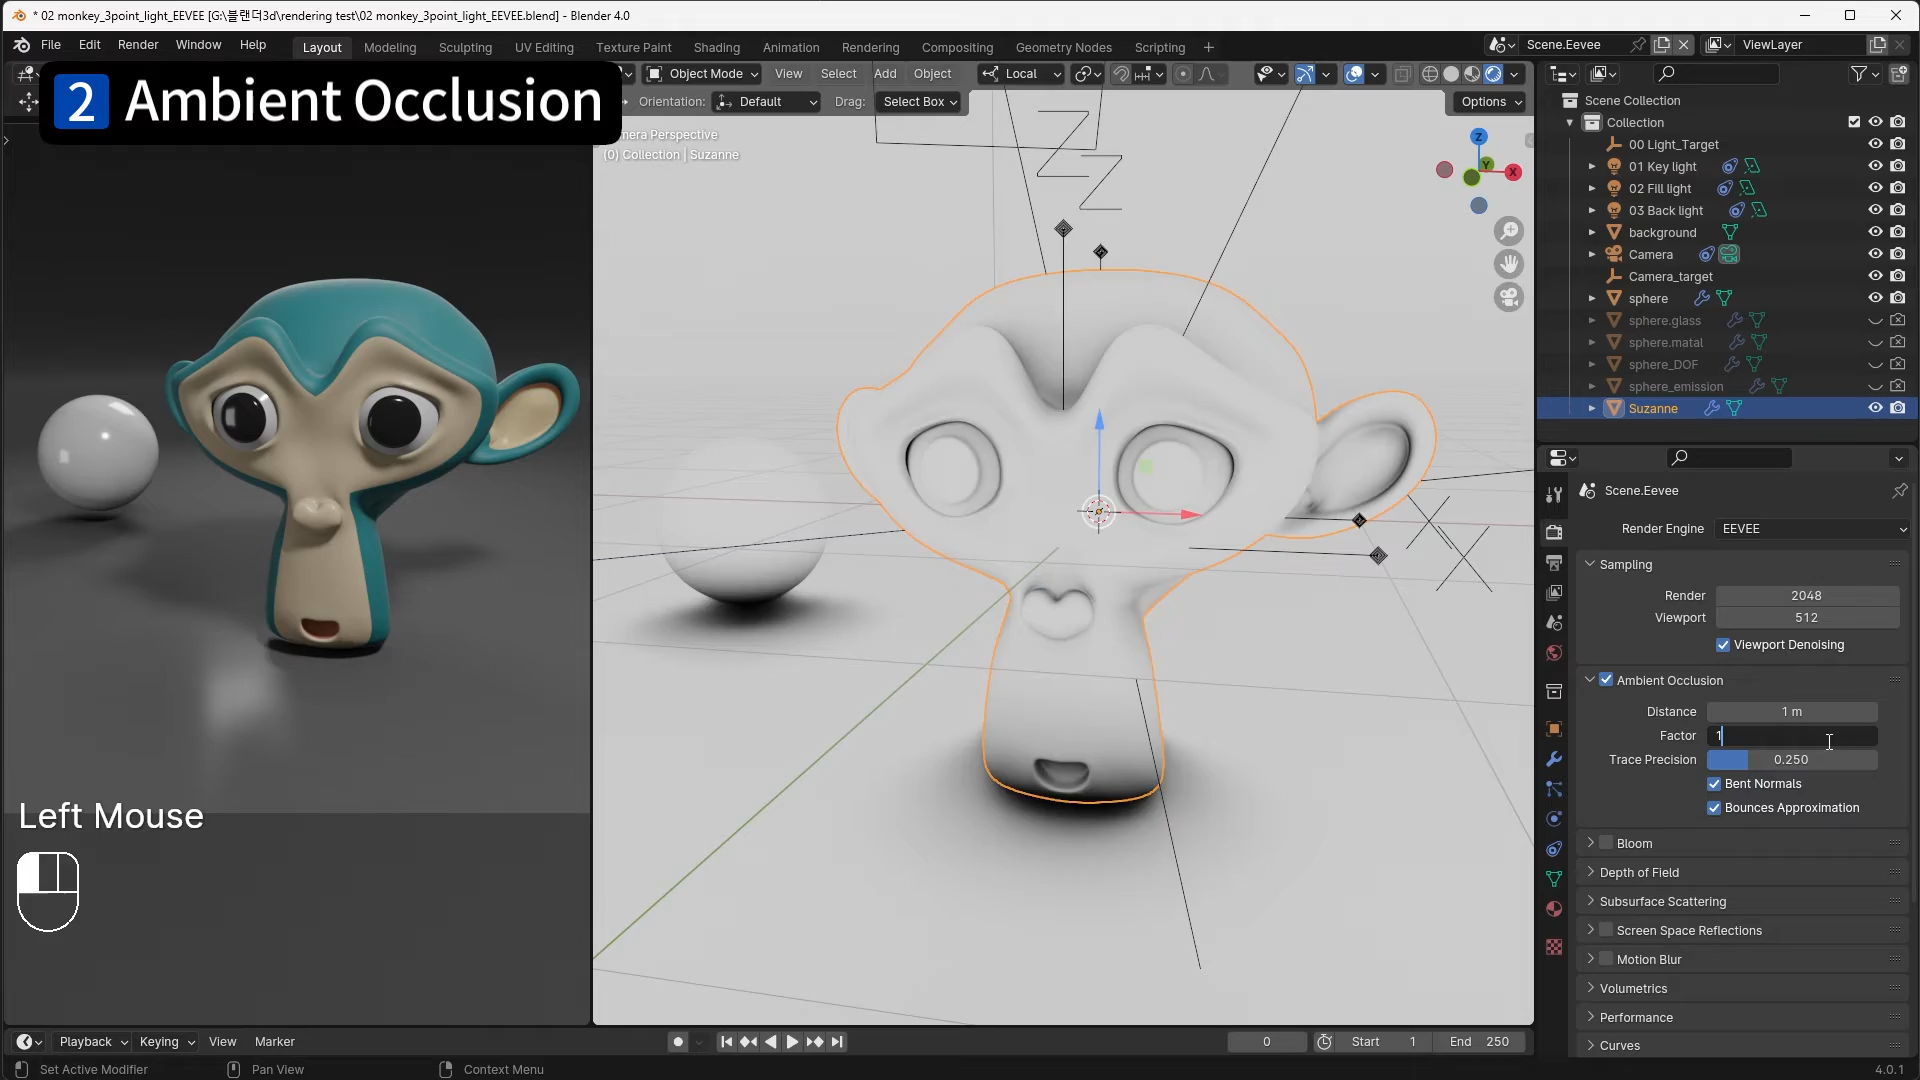 * 02 monkey_3point_light_EEVEE [G:\블랜더3d\rendering test\02 monkey_3point_light_EEVEE.blend] - Blender 4.0
File Edit Render Window Help
Layout Modeling Sculpting UV Editing Texture Paint Shading Animation Rendering Compositing Geometry Nodes Scripting +
Scene.Eevee
ViewLayer
2 Ambient Occlusion
Object Mode View Select Add Object
Local
Orientation: Default Drag: Select Box
Options
mera Perspective
(0) Collection | Suzanne
Z
Y
X
Scene Collection
Collection
00 Light_Target
01 Key light
02 Fill light
03 Back light
background
Camera
Camera_target
sphere
sphere.glass
sphere.matal
sphere_DOF
sphere_emission
Suzanne
Scene.Eevee
Render Engine EEVEE
Sampling
Render 2048
Viewport 512
Viewport Denoising
Ambient Occlusion
Distance 1 m
Factor 1
Trace Precision 0.250
Bent Normals
Bounces Approximation
Bloom
Depth of Field
Subsurface Scattering
Screen Space Reflections
Motion Blur
Volumetrics
Performance
Curves
Left Mouse
Playback Keying View Marker
0
Start 1
End 250
Set Active Modifier
Pan View
Context Menu
4.0.1